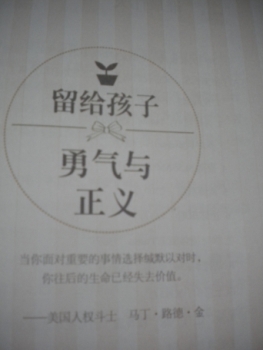 留给孩子
勇气与
正义
当你面对重要的事情选择缄默以对时,
你往后的生命已经失去价值。
——美国人权斗士 马丁·路德·金